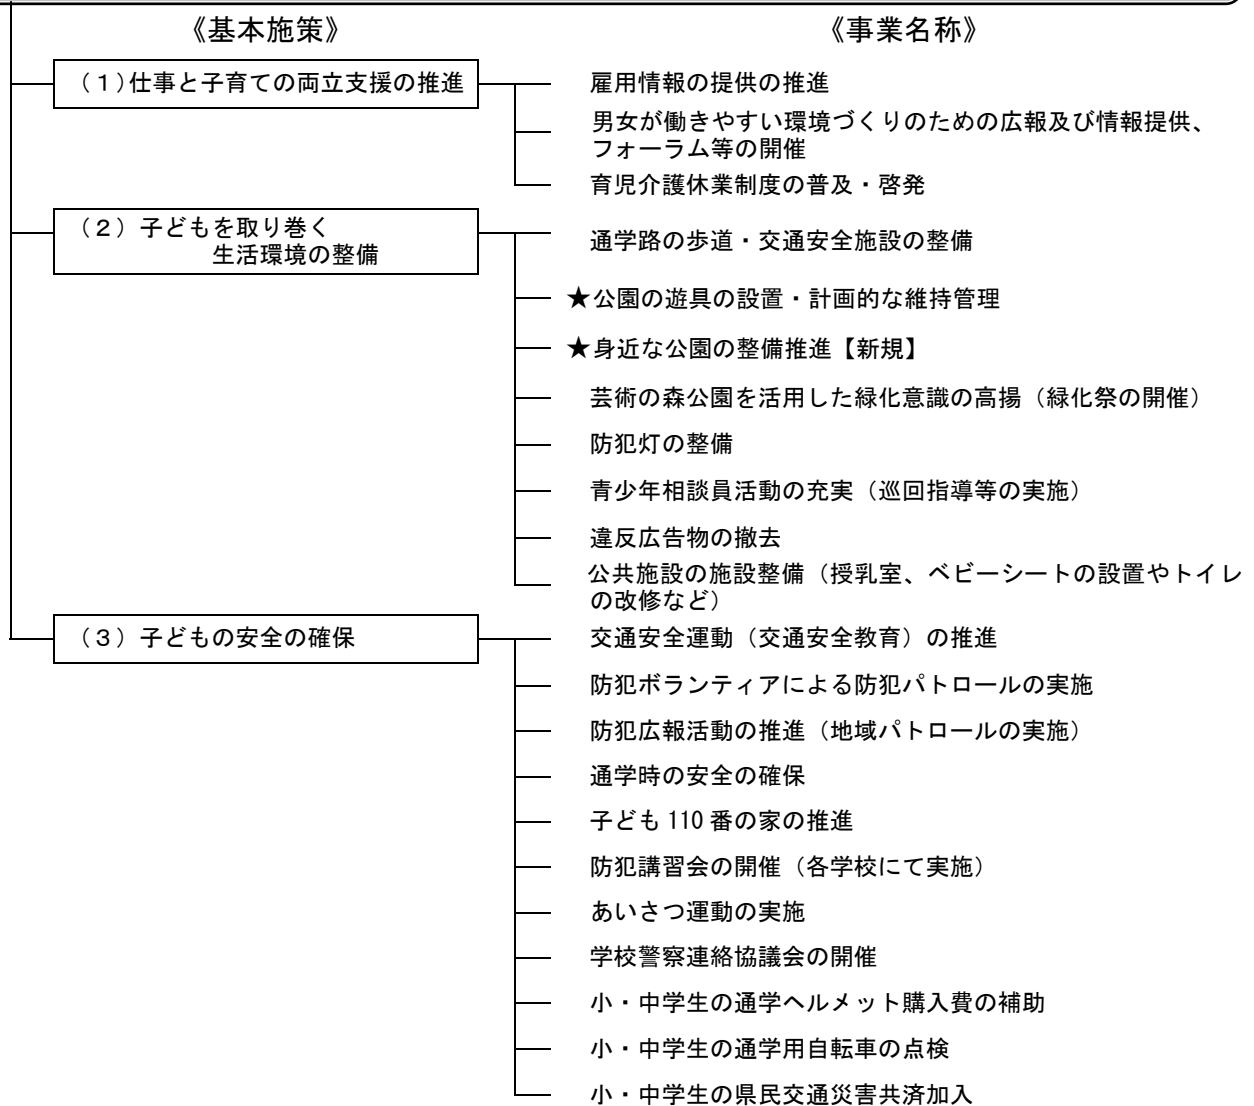 《基本施策》
《事業名称》
(1)仕事と子育ての両立支援の推進
雇用情報の提供の推進
男女が働きやすい環境づくりのための広報及び情報提供、
フォーラム等の開催
育児介護休業制度の普及・啓発
(2)子どもを取り巻く
生活環境の整備
通学路の歩道・交通安全施設の整備
★公園の遊具の設置・計画的な維持管理
★身近な公園の整備推進【新規】
芸術の森公園を活用した緑化意識の高揚(緑化祭の開催)
防犯灯の整備
青少年相談員活動の充実(巡回指導等の実施)
違反広告物の撤去
公共施設の施設整備(授乳室、ベビーシートの設置やトイレ
の改修など)
(3)子どもの安全の確保
交通安全運動(交通安全教育)の推進
防犯ボランティアによる防犯パトロールの実施
防犯広報活動の推進(地域パトロールの実施)
通学時の安全の確保
子ども110番の家の推進
防犯講習会の開催(各学校にて実施)
あいさつ運動の実施
学校警察連絡協議会の開催
小・中学生の通学ヘルメット購入費の補助
小・中学生の通学用自転車の点検
小・中学生の県民交通災害共済加入